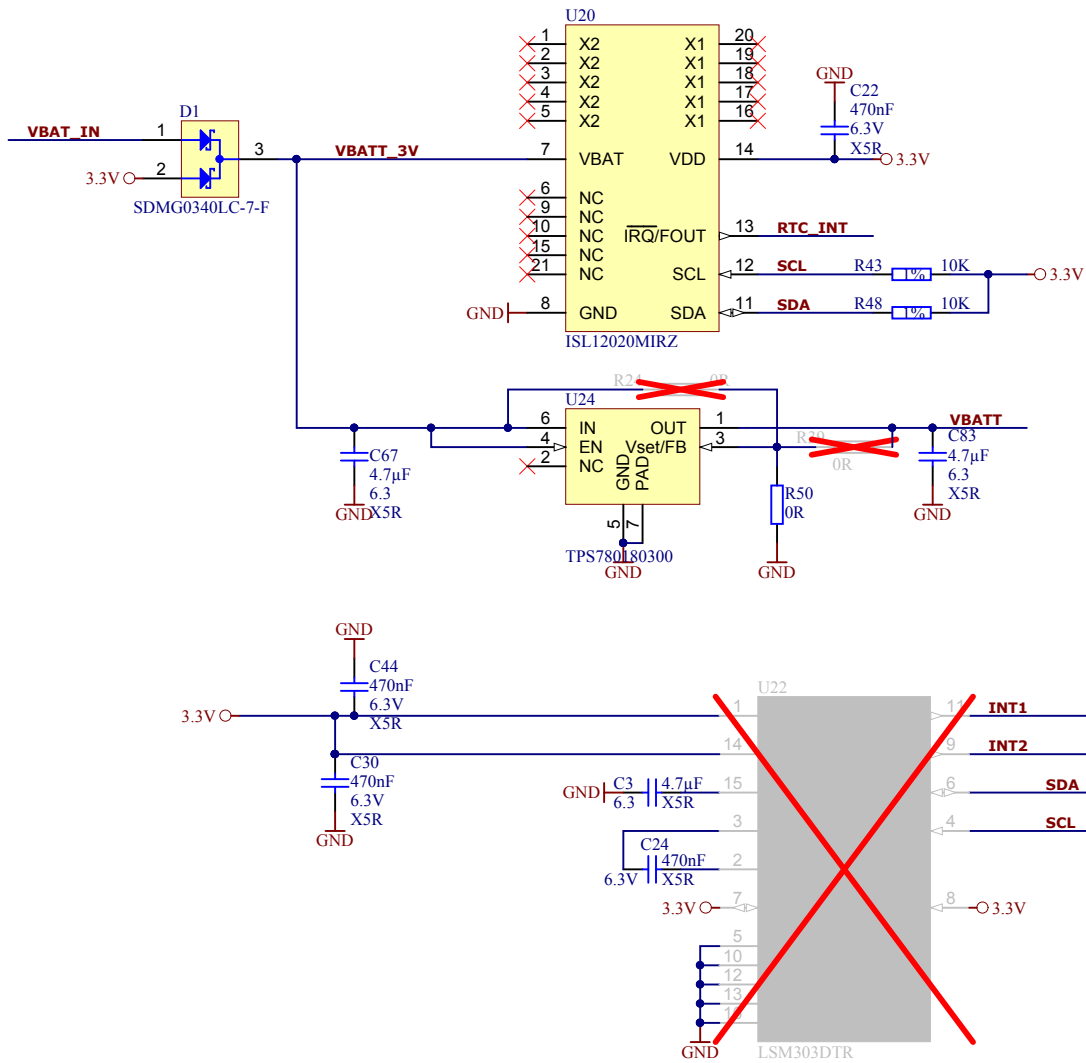 U20
1 X2 X1 20
2 X2 X1 19
3 X2 X1 18
4 X2 X1 17
5 X2 X1 16
GND
C22
470nF
6.3V
X5R
D1
VBAT_IN 1
3.3V 2
3 VBATT_3V 7 VBAT VDD 14 3.3V
SDMG0340LC-7-F
6 NC
9 NC
10 NC
15 NC
21 NC
IRQ/FOUT 13 RTC_INT
SCL 12 SCL R43 1% 10K 3.3V
SDA 11 SDA R48 1% 10K
GND 8 GND
ISL12020MIRZ
R24 0R
U24
6 IN OUT 1 VBATT
4 EN Vset/FB 3
2 NC
GND
PAD
5
7
0R
C67
4.7µF
6.3
X5R
GND
C83
4.7µF
6.3
X5R
GND
R50
0R
GND
TPS780180300
GND
GND
C44
470nF
6.3V
X5R
3.3V
C30
470nF
6.3V
X5R
GND
U22
1
14
GND C3 4.7µF 15
6.3 X5R
3
C24
6.3V 470nF 2
X5R
3.3V 7
5
10
12
13
GND
11 INT1
9 INT2
6 SDA
4 SCL
8 3.3V
LSM303DTR